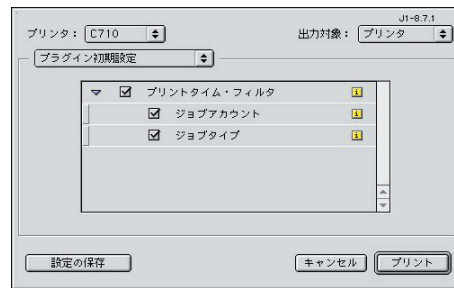 J1-8.7.1
プリンタ： C710 出力対象： プリンタ
プラグイン初期設定
プリントタイム・フィルタ
ジョブアカウント
ジョブタイプ
設定の保存 キャンセル プリント